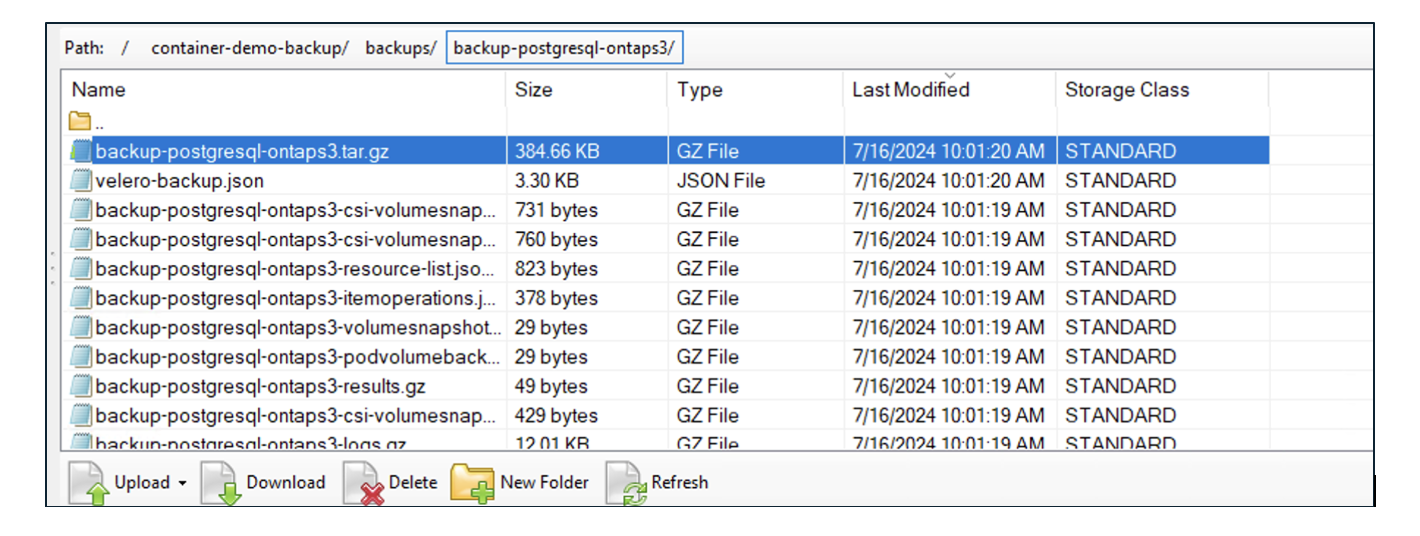 Path: / container-demo-backup/ backups/ backup-postgresql-ontaps3/
Name Size Type Last Modified Storage Class
..
backup-postgresql-ontaps3.tar.gz 384.66 KB GZ File 7/16/2024 10:01:20 AM STANDARD
velero-backup.json 3.30 KB JSON File 7/16/2024 10:01:20 AM STANDARD
backup-postgresql-ontaps3-csi-volumesnap... 731 bytes GZ File 7/16/2024 10:01:19 AM STANDARD
backup-postgresql-ontaps3-csi-volumesnap... 760 bytes GZ File 7/16/2024 10:01:19 AM STANDARD
backup-postgresql-ontaps3-resource-list.jso... 823 bytes GZ File 7/16/2024 10:01:19 AM STANDARD
backup-postgresql-ontaps3-itemoperations.j... 378 bytes GZ File 7/16/2024 10:01:19 AM STANDARD
backup-postgresql-ontaps3-volumesnapshot... 29 bytes GZ File 7/16/2024 10:01:19 AM STANDARD
backup-postgresql-ontaps3-podvolumeback... 29 bytes GZ File 7/16/2024 10:01:19 AM STANDARD
backup-postgresql-ontaps3-results.gz 49 bytes GZ File 7/16/2024 10:01:19 AM STANDARD
backup-postgresql-ontaps3-csi-volumesnap... 429 bytes GZ File 7/16/2024 10:01:19 AM STANDARD
backup-postgresql-ontaps3-logs.gz 12.01 KB GZ File 7/16/2024 10:01:19 AM STANDARD
Upload Download Delete New Folder Refresh